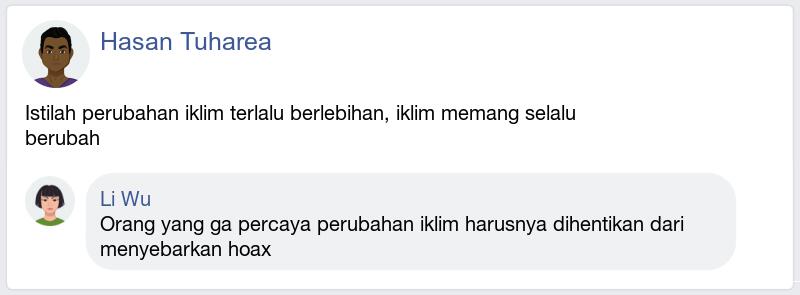 Hasan Tuharea
Istilah perubahan iklim terlalu berlebihan, iklim memang selalu
berubah
Li Wu
Orang yang ga percaya perubahan iklim harusnya dihentikan dari
menyebarkan hoax